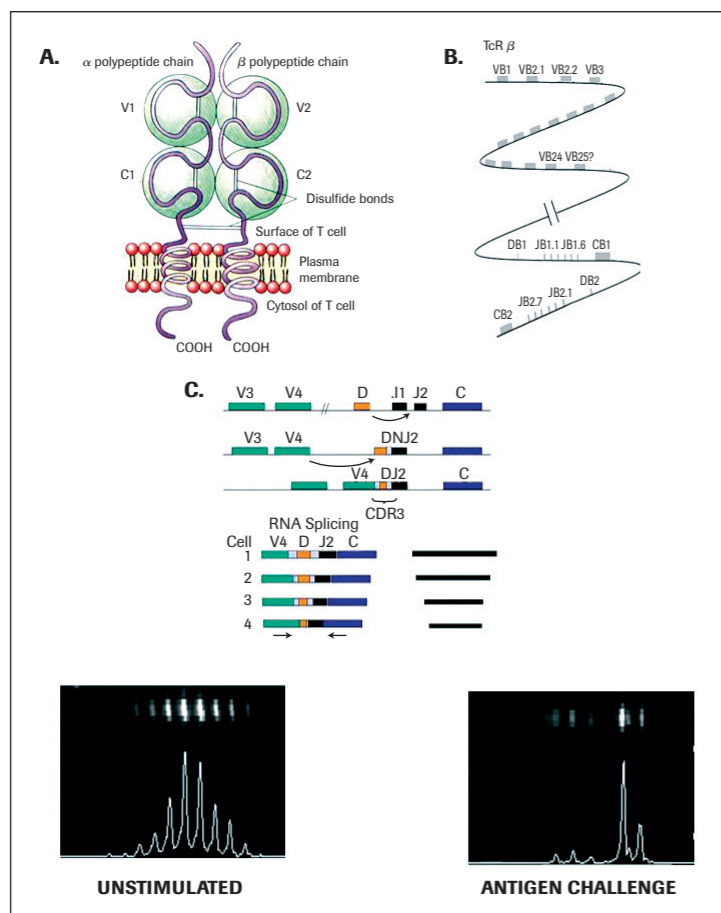 A.
α polypeptide chain
β polypeptide chain
V1
V2
C1
C2
Disulfide bonds
Surface of T cell
Plasma
membrane
Cytosol of T cell
COOH
COOH
B.
TcR β
VB1 VB2.1 VB2.2 VB3
VB24 VB25?
DB1 JB1.1 JB1.6 CB1
DB2
JB2.1
JB2.7
CB2
C.
V3 V4 D .I1 J2 C
V3 V4 DNJ2
V4 DJ2 C
CDR3
RNA Splicing
Cell V4 D J2 C
1
2
3
4
UNSTIMULATED
ANTIGEN CHALLENGE